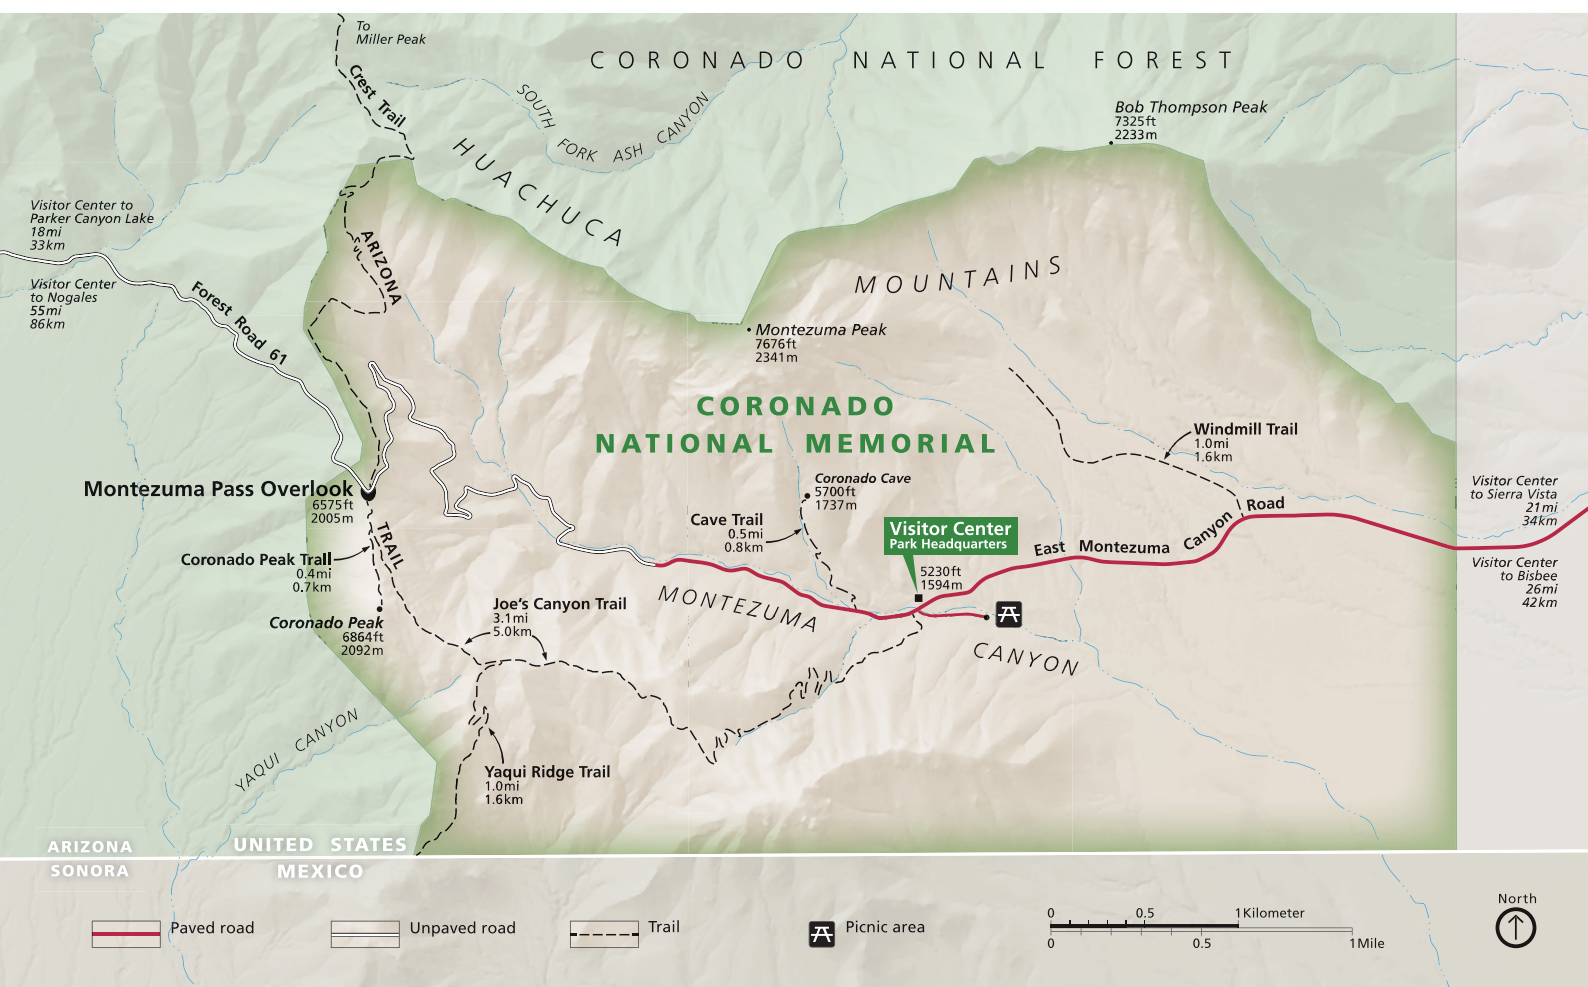 To
Miller Peak
CORONADO NATIONAL FOREST
Crest Trail
SOUTH FORK ASH CANYON
Bob Thompson Peak
7325ft
2233m
HUACHUCA
Visitor Center to
Parker Canyon Lake
18mi
33km
ARIZONA
MOUNTAINS
Visitor Center
to Nogales
55mi
86km
Forest Road 61
Montezuma Peak
7676ft
2341m
CORONADO
NATIONAL MEMORIAL
Windmill Trail
1.0mi
1.6km
Coronado Cave
5700ft
1737m
Montezuma Pass Overlook
6575ft
2005m
Visitor Center
to Sierra Vista
21mi
34km
Cave Trail
0.5mi
0.8km
Visitor Center
Park Headquarters
5230ft
1594m
East Montezuma Canyon Road
TRAIL
Coronado Peak Trail
0.4mi
0.7km
Visitor Center
to Bisbee
26mi
42km
Joe's Canyon Trail
3.1mi
5.0km
MONTEZUMA
CANYON
Coronado Peak
6864ft
2092m
YAQUI CANYON
Yaqui Ridge Trail
1.0mi
1.6km
ARIZONA
SONORA
UNITED STATES
MEXICO
Paved road
Unpaved road
Trail
Picnic area
0 0.5 1Kilometer
0 0.5 1Mile
North